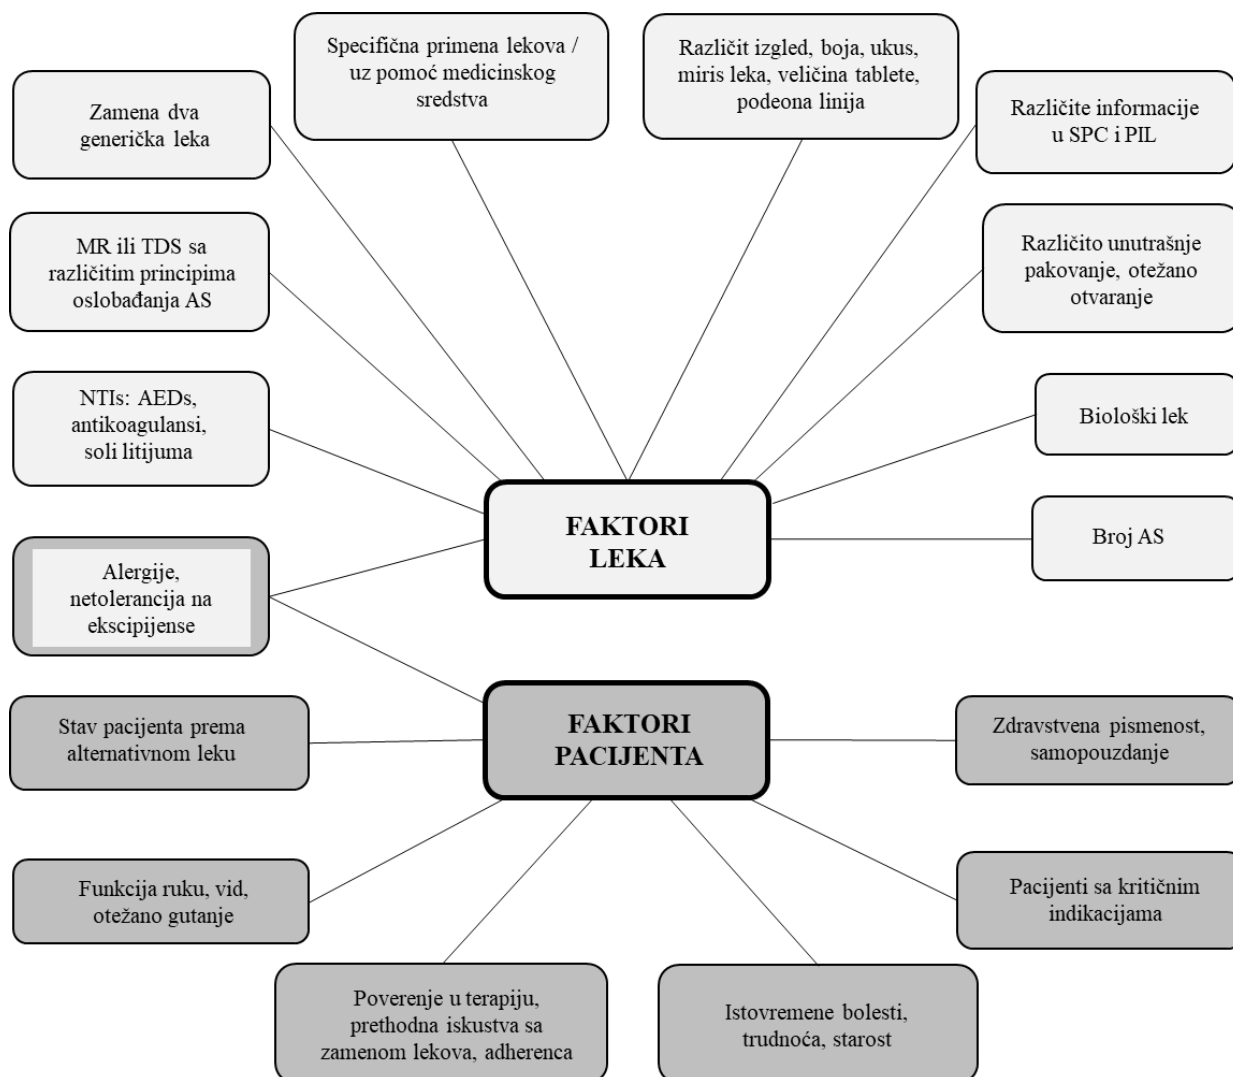 Specifična primena lekova /
uz pomoć medicinskog
sredstva
Različit izgled, boja, ukus,
miris leka, veličina tablete,
podeona linija
Zamena dva
generička leka
Različite informacije
u SPC i PIL
MR ili TDS sa
različitim principima
oslobađanja AS
Različito unutrašnje
pakovanje, otežano
otvaranje
NTIs: AEDs,
antikoagulansi,
soli litijuma
Biološki lek
FAKTORI
LEKA
Broj AS
Alergije,
netolerancija na
ekscipijense
Stav pacijenta prema
alternativnom leku
FAKTORI
PACIJENTA
Zdravstvena pismenost,
samopouzdanje
Funkcija ruku, vid,
otežano gutanje
Pacijenti sa kritičnim
indikacijama
Poverenje u terapiju,
prethodna iskustva sa
zamenom lekova, adherenca
Istovremene bolesti,
trudnoća, starost